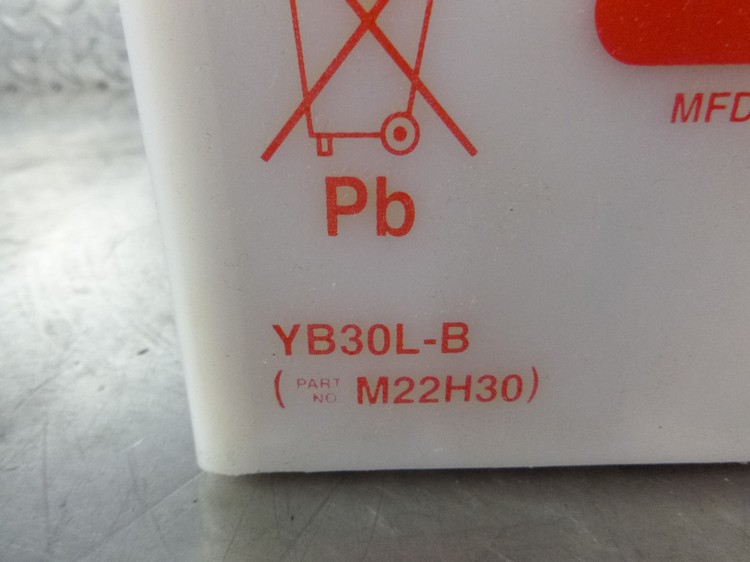 MFD
Pb
YB30L-B
(PART NO M22H30)